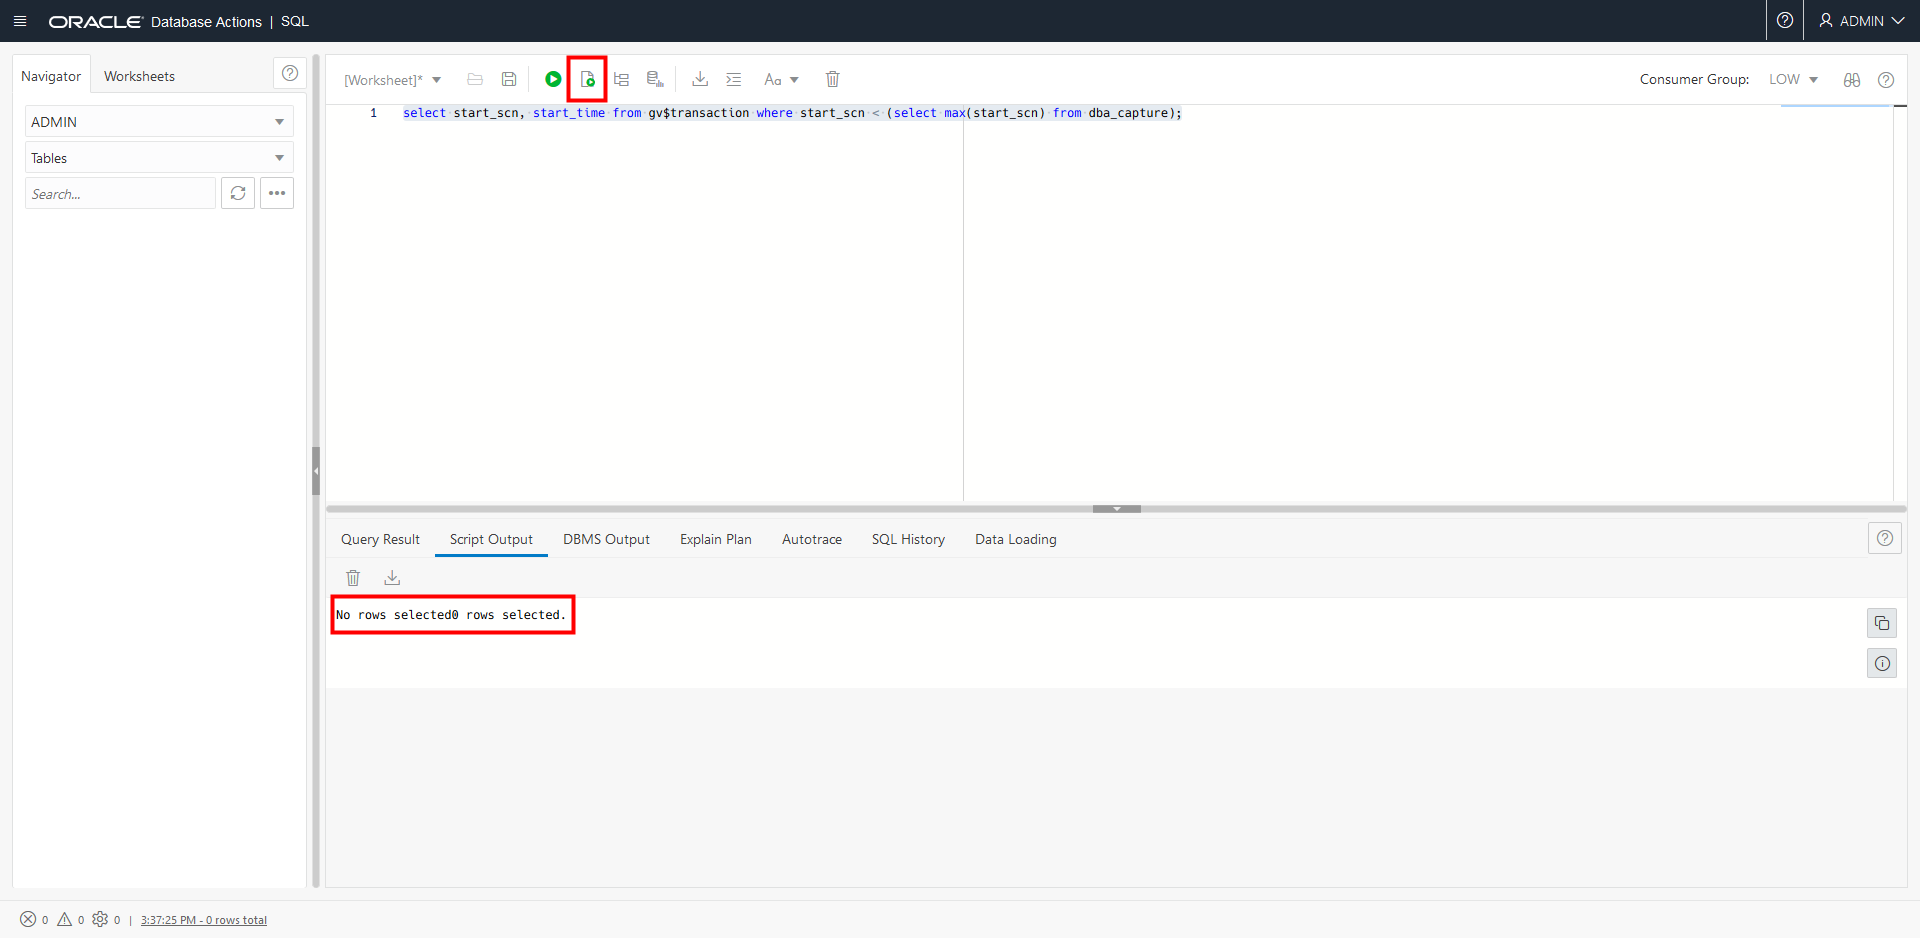 ORACLE Database Actions | SQL
ADMIN
Navigator
Worksheets
ADMIN
Tables
Search...
[Worksheet]*
Aa
Consumer Group: LOW
1 select start_scn, start_time from gv$transaction where start_scn < (select max(start_scn) from dba_capture);
Query Result
Script Output
DBMS Output
Explain Plan
Autotrace
SQL History
Data Loading
No rows selected0 rows selected.
0 0 0 | 3:37:25 PM - 0 rows total